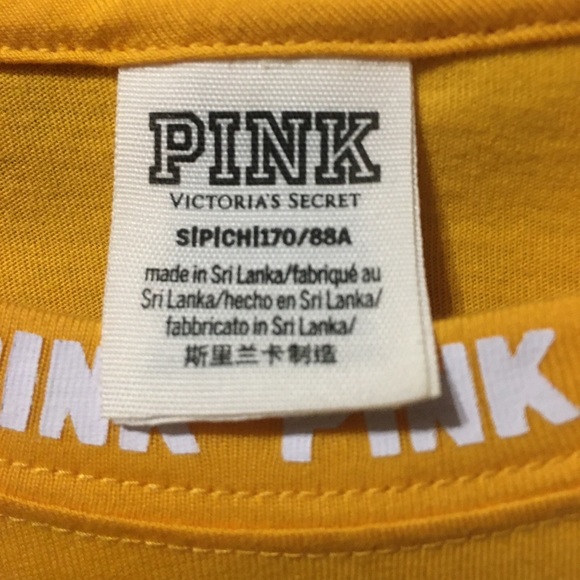 PINK
VICTORIA'S SECRET
S|P|CH|170/88A
made in Sri Lanka/fabriqué au
Sri Lanka/hecho en Sri Lanka/
fabbricato in Sri Lanka/
斯里兰卡制造
PINK PINK